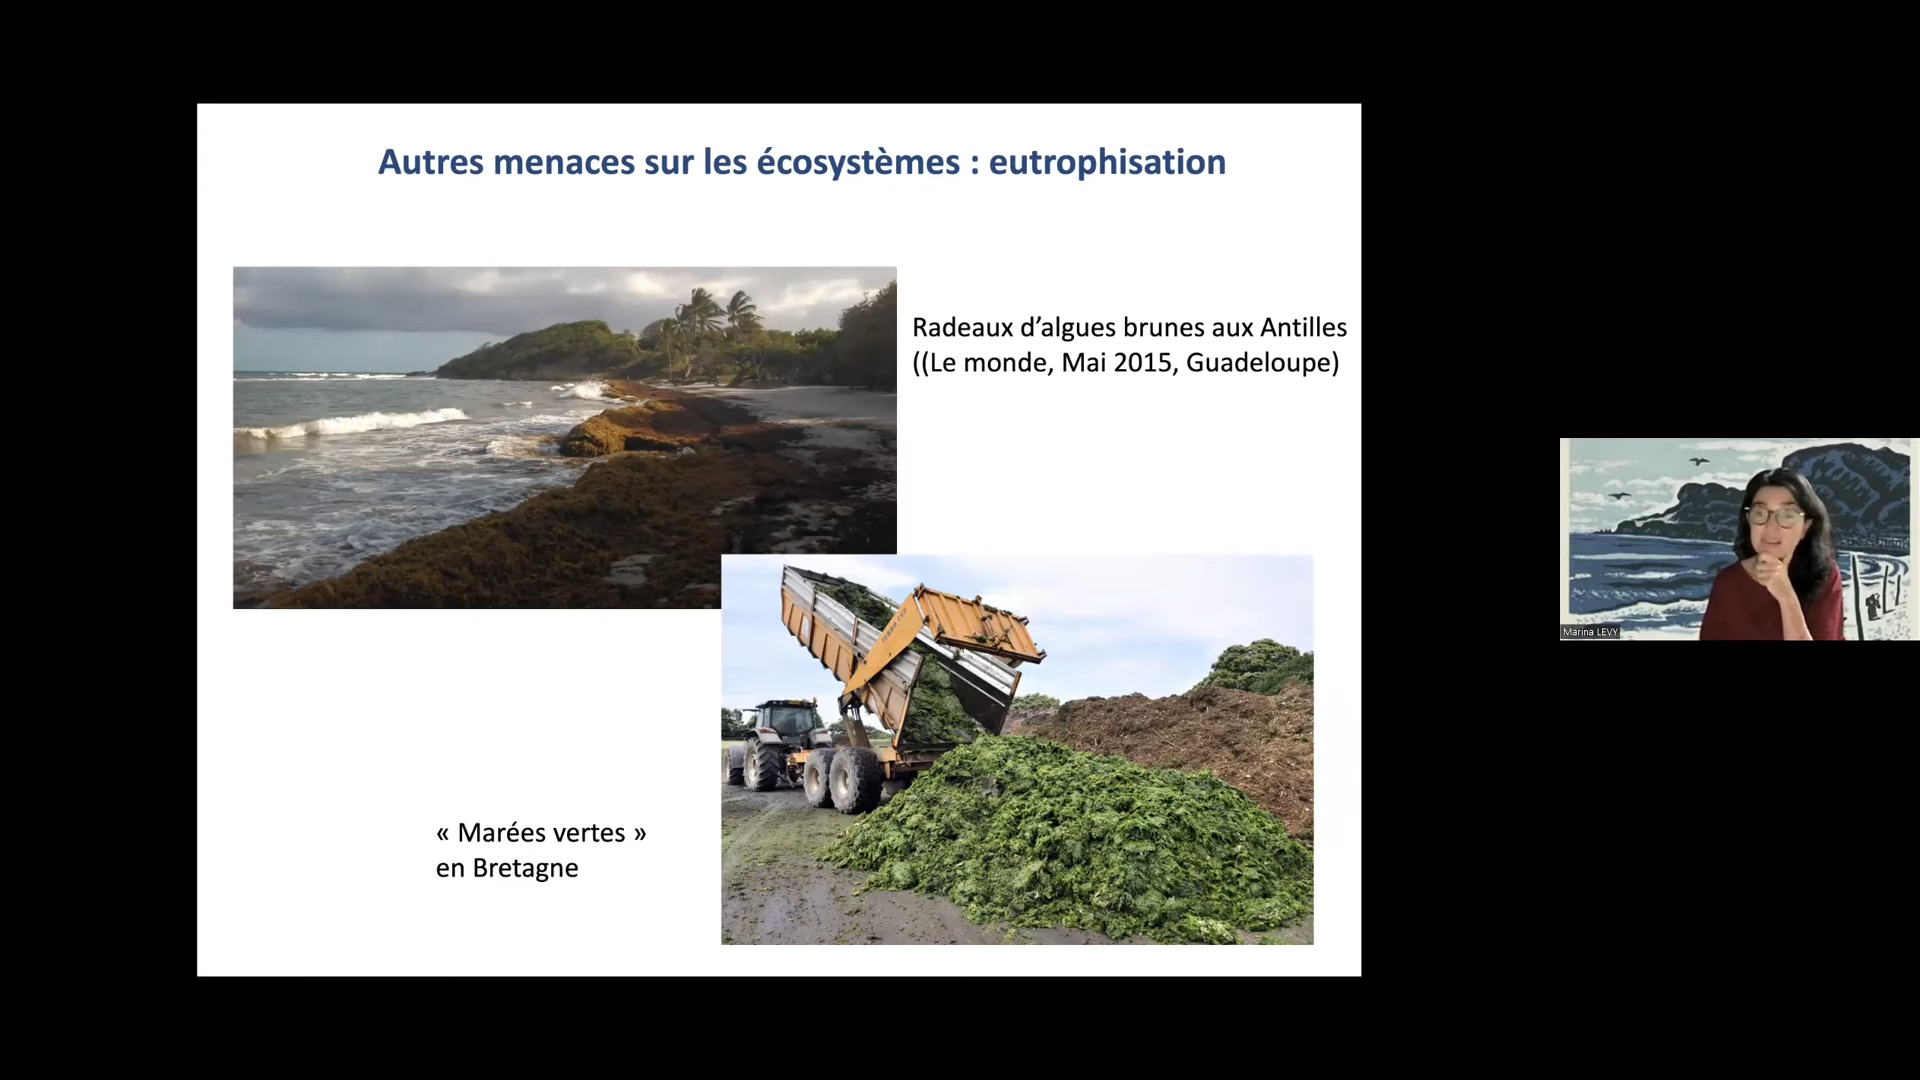 Autres menaces sur les écosystèmes : eutrophisation
Radeaux d’algues brunes aux Antilles
((Le monde, Mai 2015, Guadeloupe)
« Marées vertes »
en Bretagne
Marina LEVY